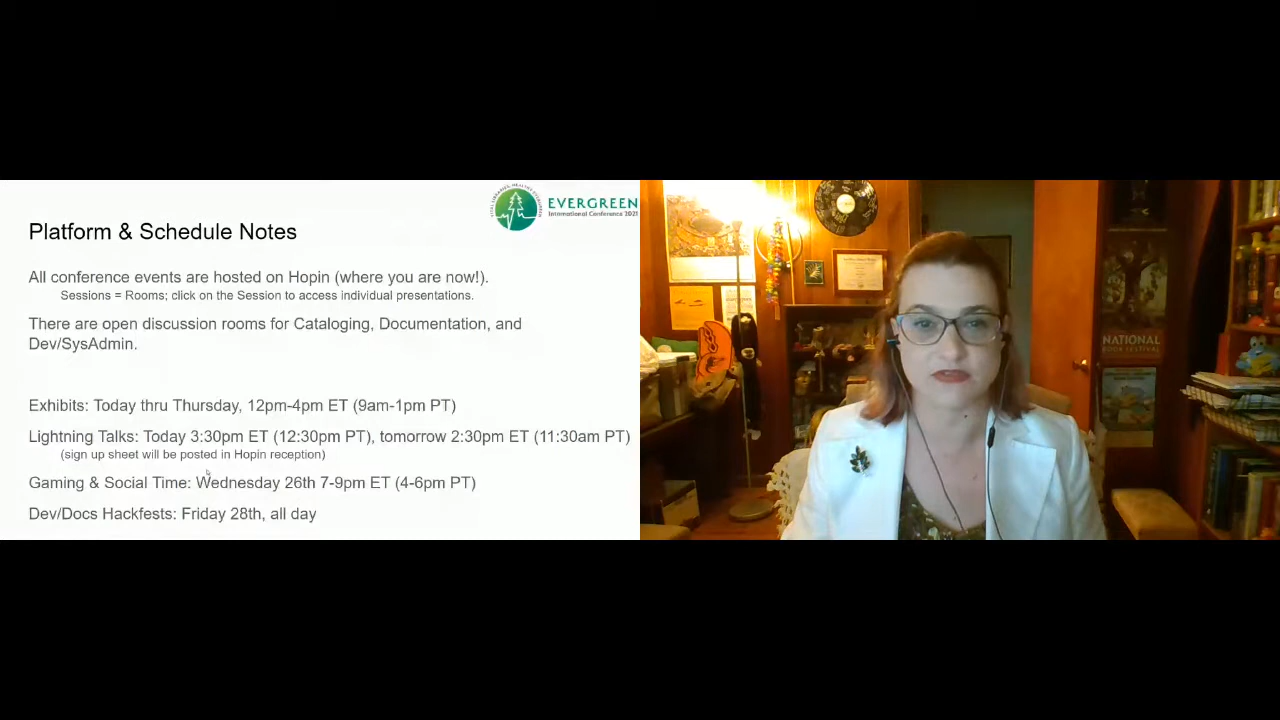 EVERGREEN
International Conference 2021
Platform & Schedule Notes
All conference events are hosted on Hopin (where you are now!).
Sessions = Rooms; click on the Session to access individual presentations.
There are open discussion rooms for Cataloging, Documentation, and
Dev/SysAdmin.
Exhibits: Today thru Thursday, 12pm-4pm ET (9am-1pm PT)
Lightning Talks: Today 3:30pm ET (12:30pm PT), tomorrow 2:30pm ET (11:30am PT)
(sign up sheet will be posted in Hopin reception)
Gaming & Social Time: Wednesday 26th 7-9pm ET (4-6pm PT)
Dev/Docs Hackfests: Friday 28th, all day
NATIONAL
BOOK FESTIVAL